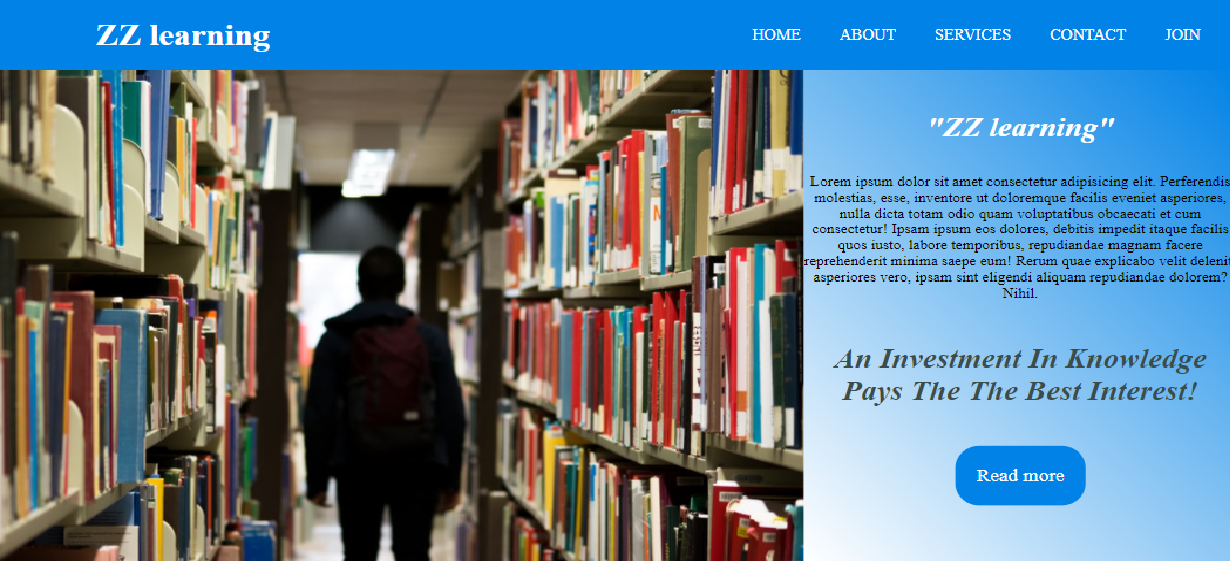 ZZ learning
HOME ABOUT SERVICES CONTACT JOIN
"ZZ learning"
Lorem ipsum dolor sit amet consectetur adipisicing elit. Perferendis
molestias, esse, inventore ut doloremque facilis eveniet asperiores,
nulla dicta totam odio quam voluptatibus obcaecati et cum
consectetur! Ipsam ipsum eos dolores, debitis impedit itaque facilis
quos iusto, labore temporibus, repudiandae magnam facere
reprehenderit minima saepe eum! Rerum quae explicabo velit deleniti
asperiores vero, ipsam sint eligendi aliquam repudiandae dolorem?
Nihil.
An Investment In Knowledge
Pays The The Best Interest!
Read more